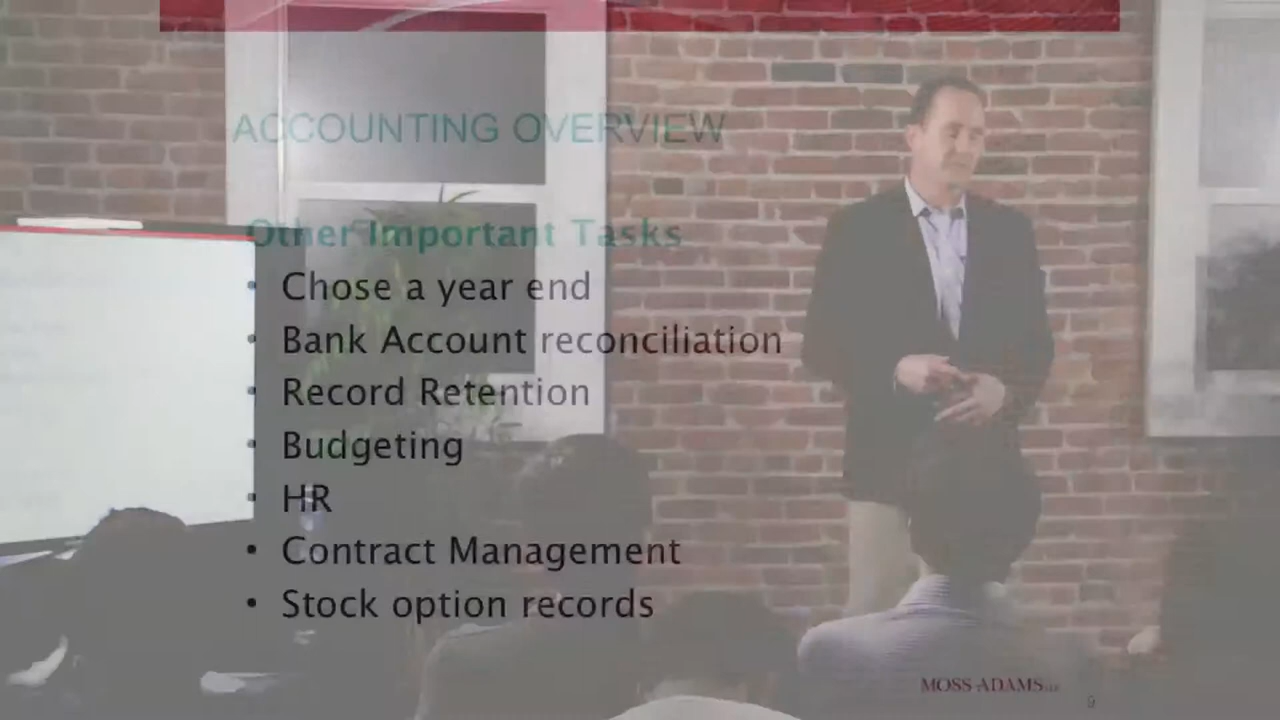 ACCOUNTING OVERVIEW
Other Important Tasks
• Chose a year end
• Bank Account reconciliation
• Record Retention
• Budgeting
• HR
• Contract Management
• Stock option records
MOSS ADAMS LLP
9